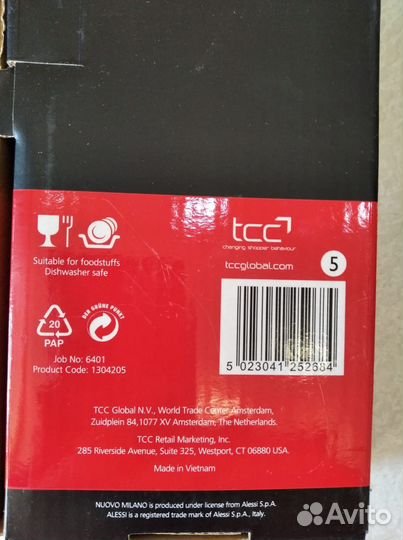 tcc
changing shopper behaviour
Suitable for foodstuffs
Dishwasher safe
tccglobal.com
5
DER GRÜNE PUNKT
20
PAP
Job No: 6401
Product Code: 1304205
5 023041 252684
TCC Global N.V., World Trade Center Amsterdam,
Zuidplein 84,1077 XV Amsterdam, The Netherlands.
TCC Retail Marketing, Inc.
285 Riverside Avenue, Suite 325, Westport, CT 06880 USA.
Made in Vietnam
NUOVO MILANO is produced under license from Alessi S.p.A.
ALESSI is a registered trade mark of Alessi S.p.A., Italy.
Avito